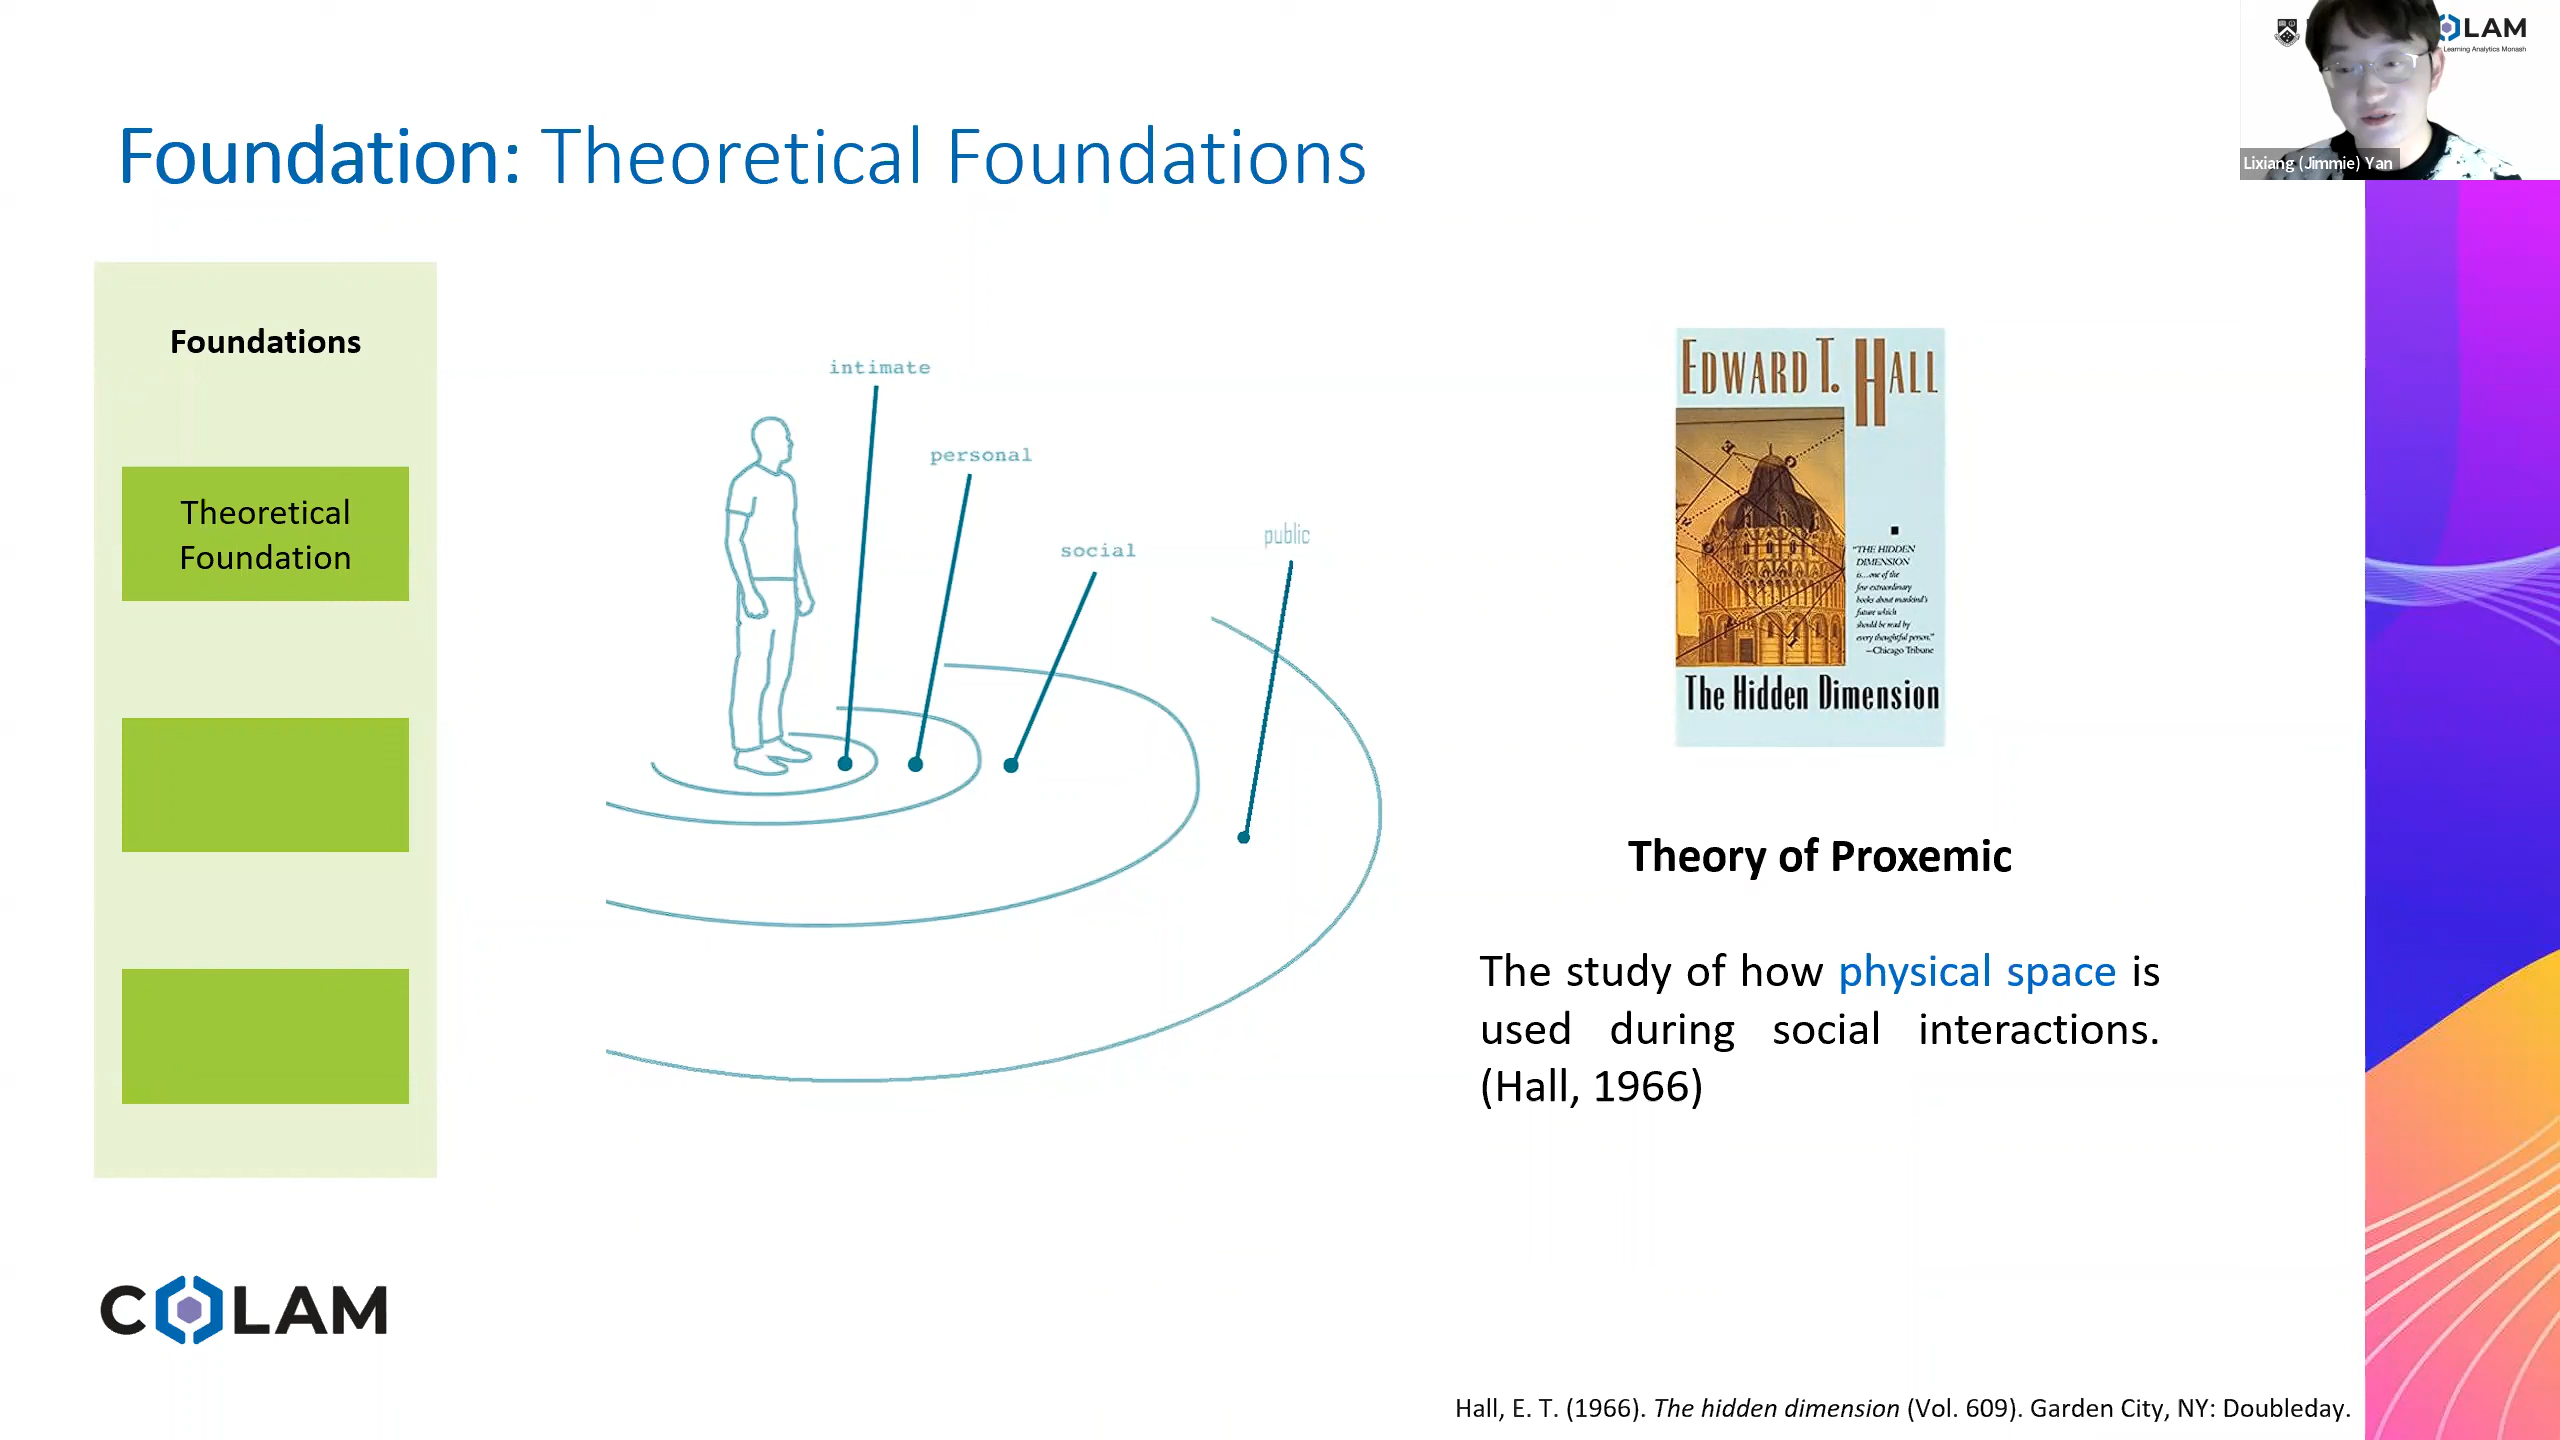 LAM
Learning Analytics Monash
Lixiang (Jimmie) Yan
Foundation: Theoretical Foundations
Foundations
Theoretical
Foundation
intimate
personal
social
public
EDWARD T. HALL
"THE HIDDEN
DIMENSION
is...one of the
few extraordinary
books about mankind's
future which
should be read by
every thoughtful person."
—Chicago Tribune
The Hidden Dimension
Theory of Proxemic
The study of how physical space is
used during social interactions.
(Hall, 1966)
COLAM
Hall, E. T. (1966). The hidden dimension (Vol. 609). Garden City, NY: Doubleday.